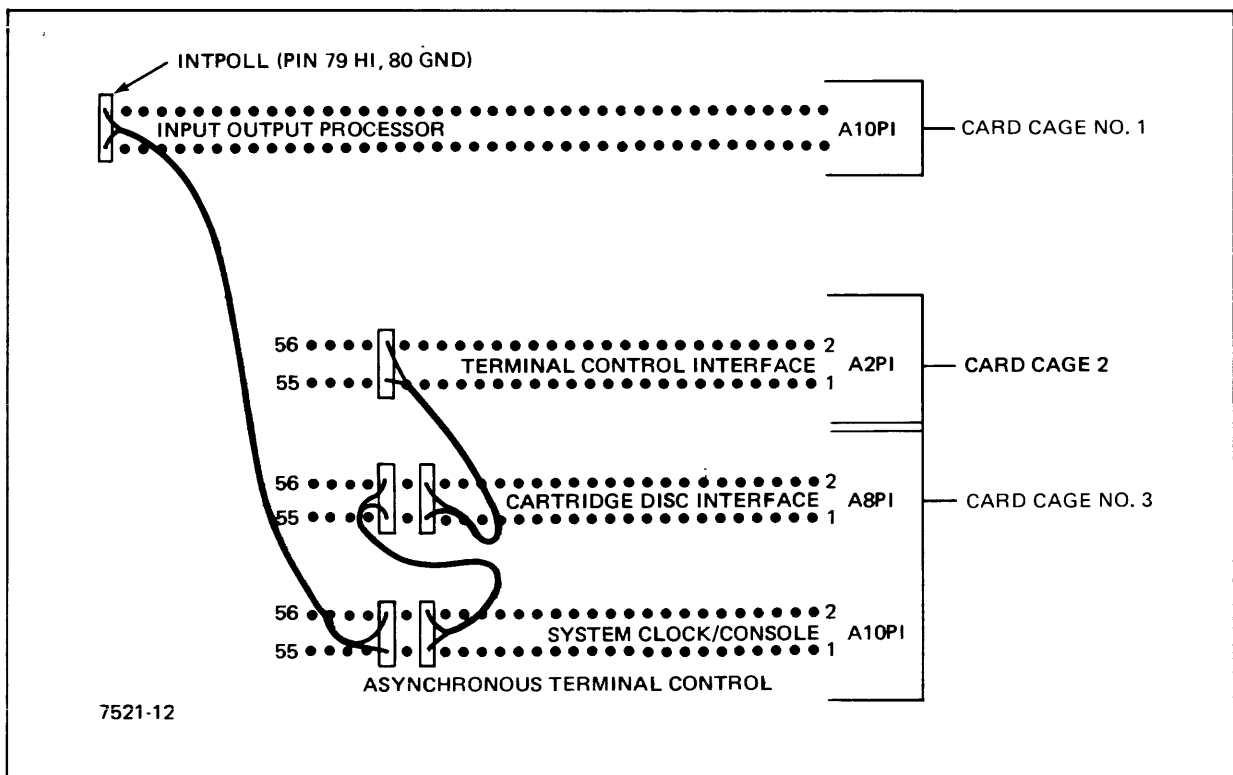 INTPOLL (PIN 79 HI, 80 GND)
INPUT OUTPUT PROCESSOR
A10PI
CARD CAGE NO. 1
56
2
TERMINAL CONTROL INTERFACE
A2PI
CARD CAGE 2
55
1
56
2
CARTRIDGE DISC INTERFACE
A8PI
CARD CAGE NO. 3
55
1
56
2
SYSTEM CLOCK/CONSOLE
A10PI
55
1
ASYNCHRONOUS TERMINAL CONTROL
7521-12